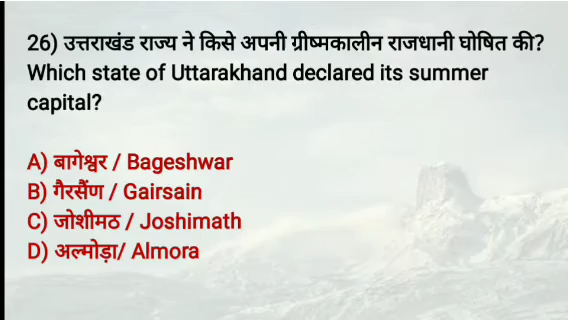 26) उत्तराखंड राज्य ने किसे अपनी ग्रीष्मकालीन राजधानी घोषित की?
Which state of Uttarakhand declared its summer
capital?
A) बागेश्वर / Bageshwar
B) गैरसैंण / Gairsain
C) जोशीमठ / Joshimath
D) अल्मोड़ा/ Almora